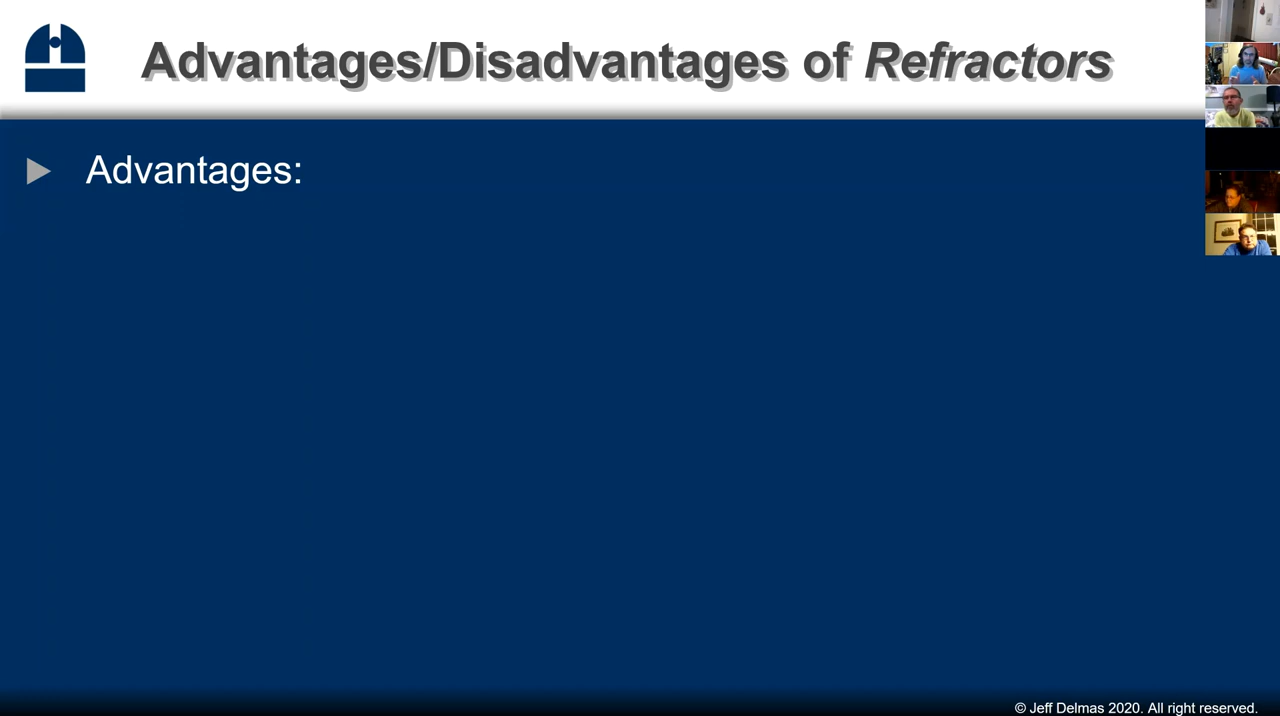 Advantages/Disadvantages of Refractors
Advantages:
© Jeff Delmas 2020. All right reserved.